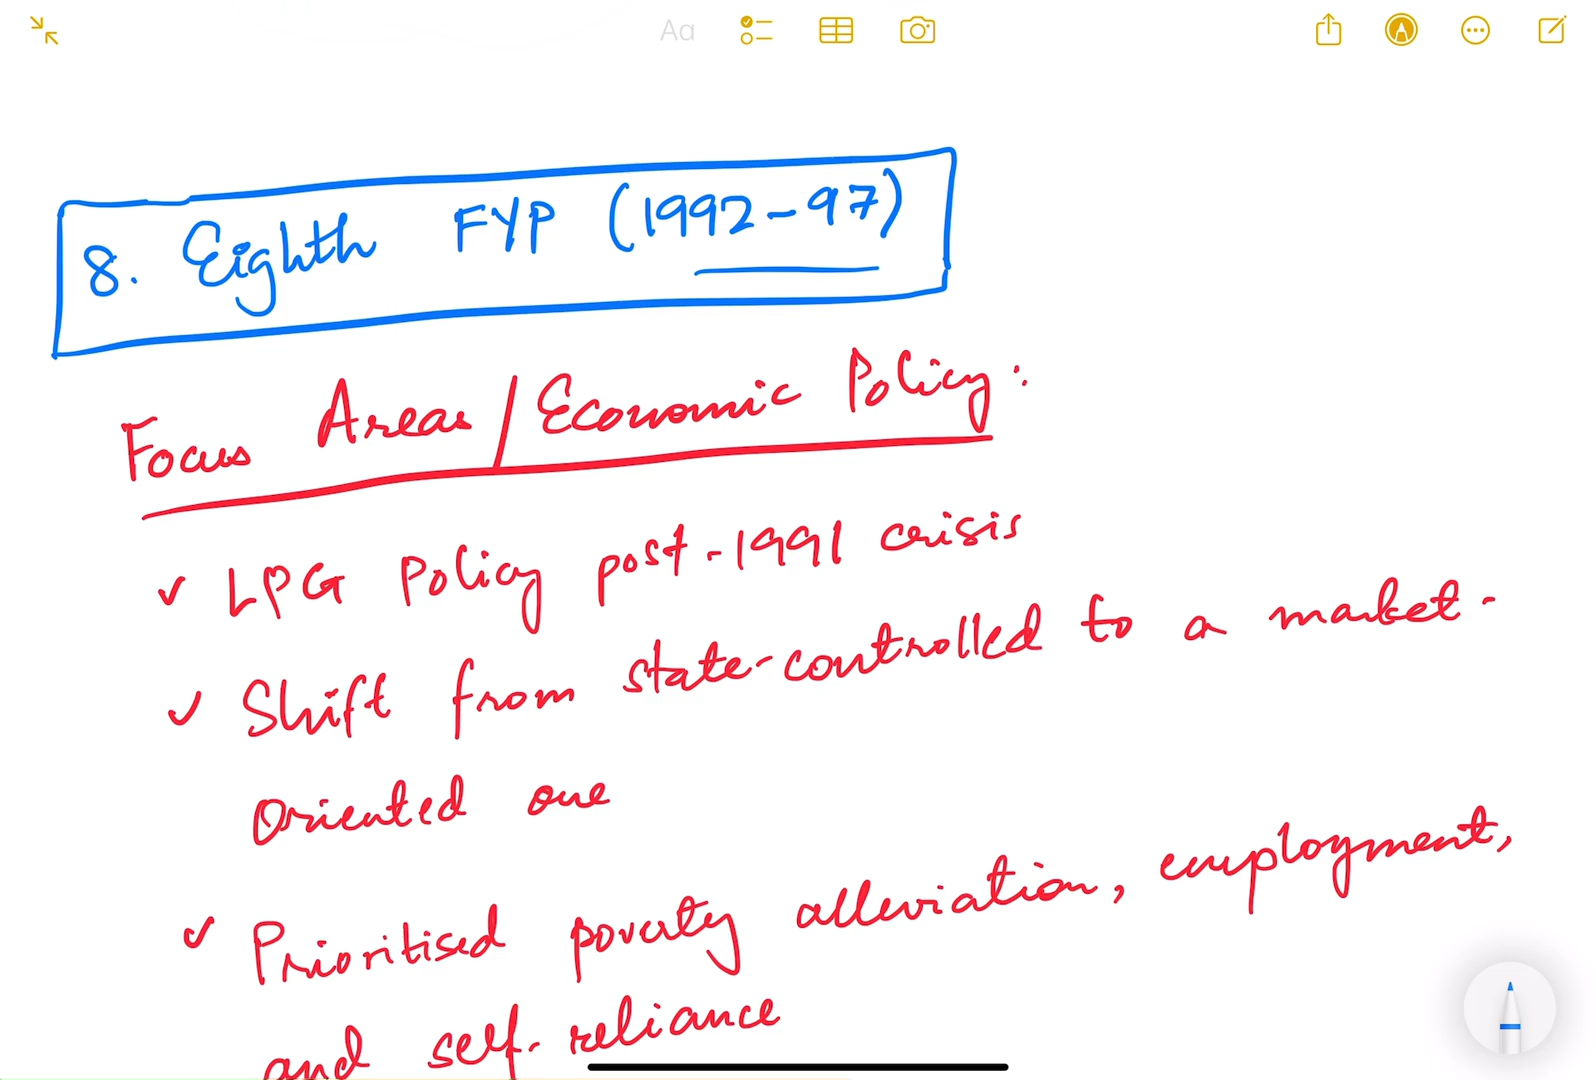 Aa
8. Eighth FYP (1992-97)
Focus Areas / Economic Policy:
✓ LPG Policy post-1991 crisis
✓ Shift from state-controlled to a market-
Oriented one
✓ Prioritised poverty alleviation, employment,
and self-reliance